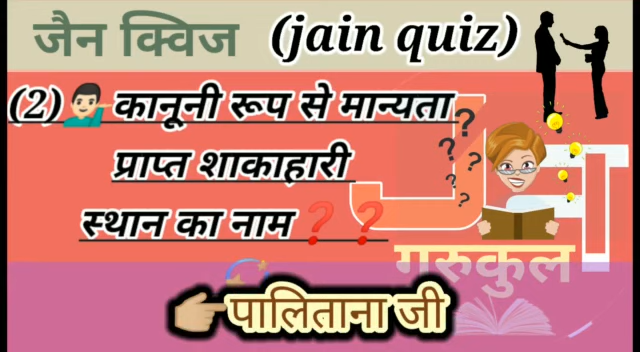 जैन क्विज (jain quiz)
(2) कानूनी रूप से मान्यता
प्राप्त शाकाहारी
स्थान का नाम ❓❓
गुरुकुल
पालिताना जी